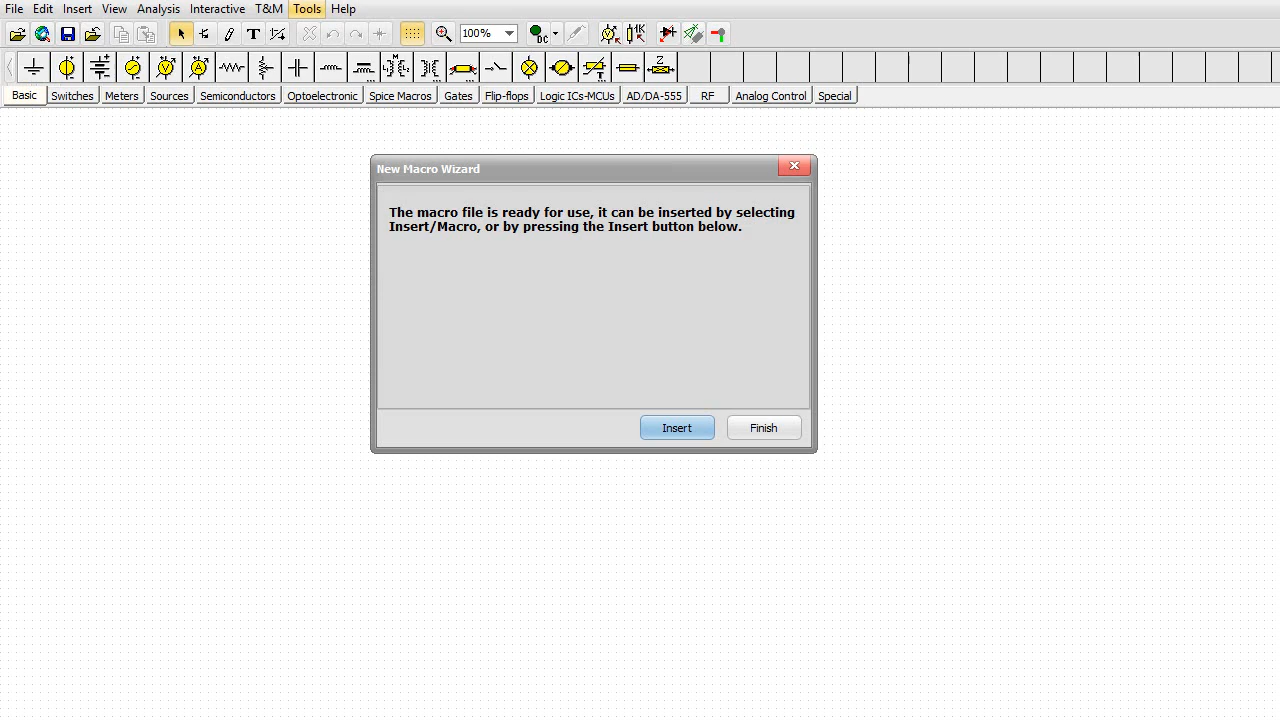 File Edit Insert View Analysis Interactive T&M Tools Help
100% DC 1K
V A M T Z
Basic Switches Meters Sources Semiconductors Optoelectronic Spice Macros Gates Flip-flops Logic ICs-MCUs AD/DA-555 RF Analog Control Special
New Macro Wizard
The macro file is ready for use, it can be inserted by selecting
Insert/Macro, or by pressing the Insert button below.
Insert Finish